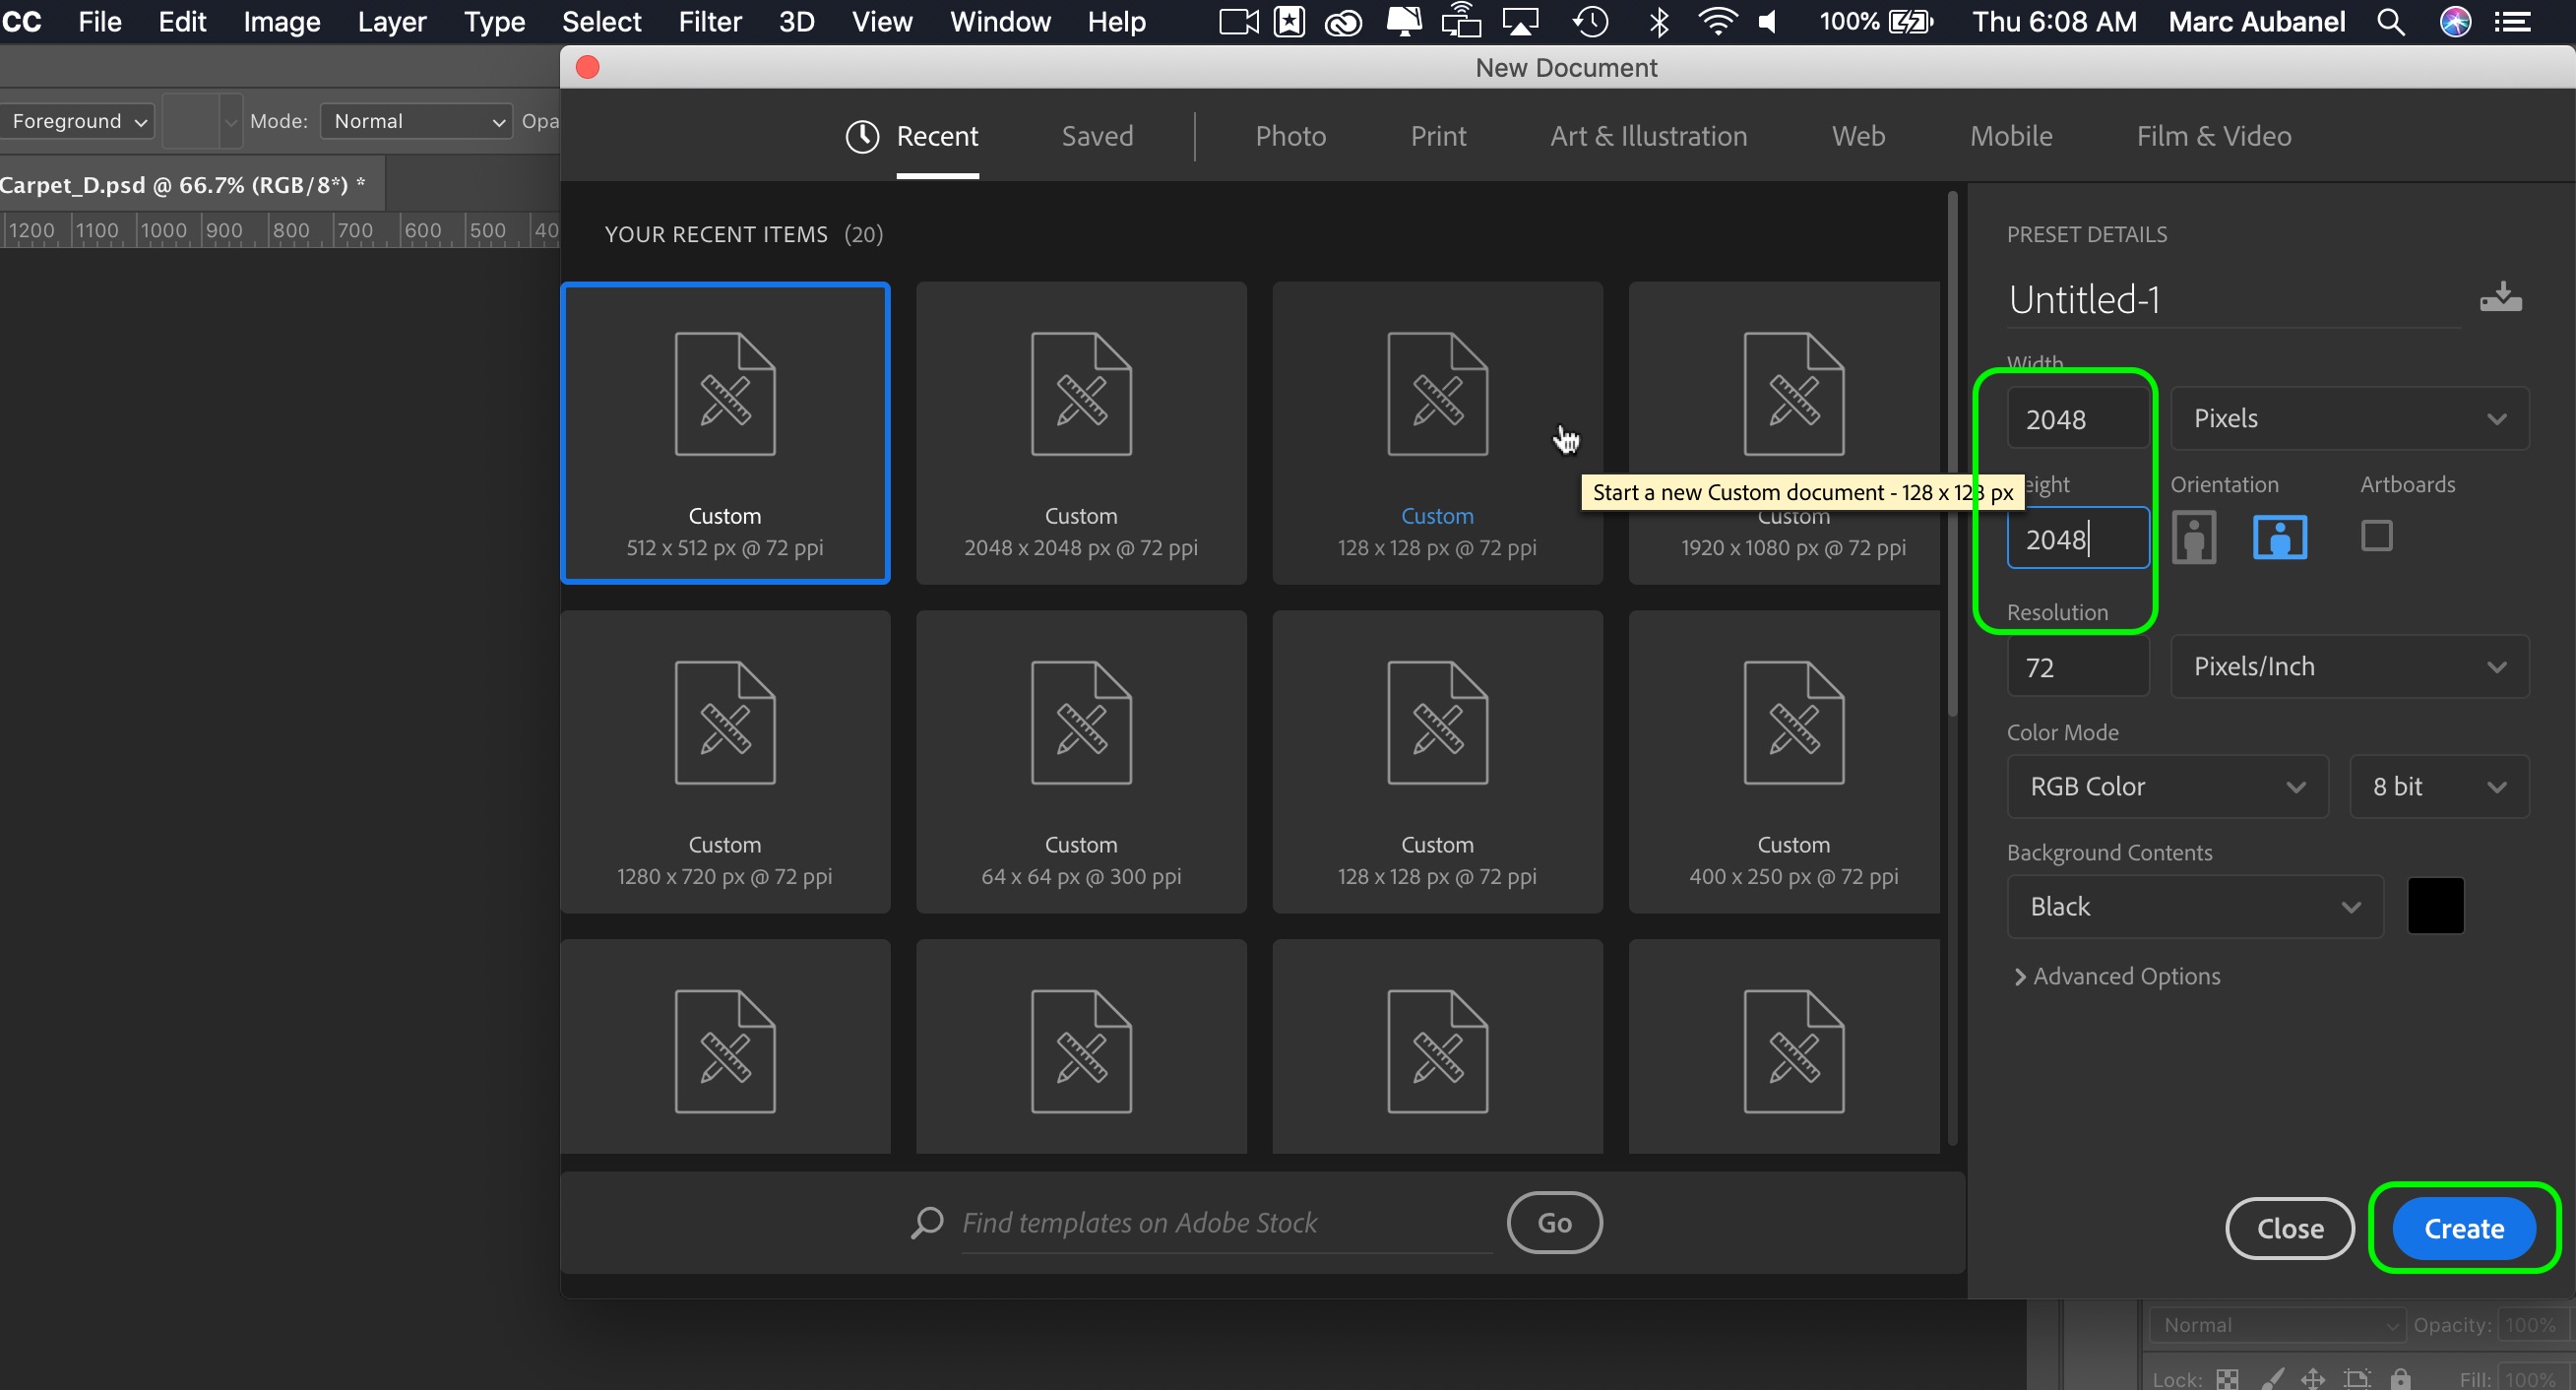 CC File Edit Image Layer Type Select Filter 3D View Window Help 100% Thu 6:08 AM Marc Aubanel
New Document
Foreground Mode: Normal Opa
Recent Saved Photo Print Art & Illustration Web Mobile Film & Video
Carpet_D.psd @ 66.7% (RGB/8*) *
1200 1100 1000 900 800 700 600 500 40
YOUR RECENT ITEMS (20)
Custom
512 x 512 px @ 72 ppi
Custom
2048 x 2048 px @ 72 ppi
Custom
128 x 128 px @ 72 ppi
Custom
1920 x 1080 px @ 72 ppi
Start a new Custom document - 128 x 128 px
Custom
1280 x 720 px @ 72 ppi
Custom
64 x 64 px @ 300 ppi
Custom
128 x 128 px @ 72 ppi
Custom
400 x 250 px @ 72 ppi
Find templates on Adobe Stock Go
PRESET DETAILS
Untitled-1
Width
2048 Pixels
eight Orientation Artboards
2048
Resolution
72 Pixels/Inch
Color Mode
RGB Color 8 bit
Background Contents
Black
Advanced Options
Close Create
Normal Opacity: 100%
Lock: Fill: 100%